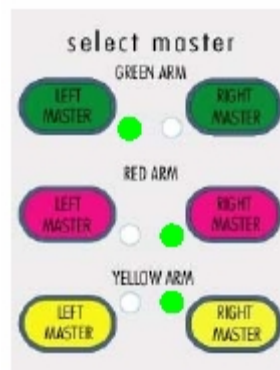 select master
GREEN ARM
LEFT RIGHT
MASTER MASTER
RED ARM
LEFT RIGHT
MASTER MASTER
YELLOW ARM
LEFT RIGHT
MASTER MASTER